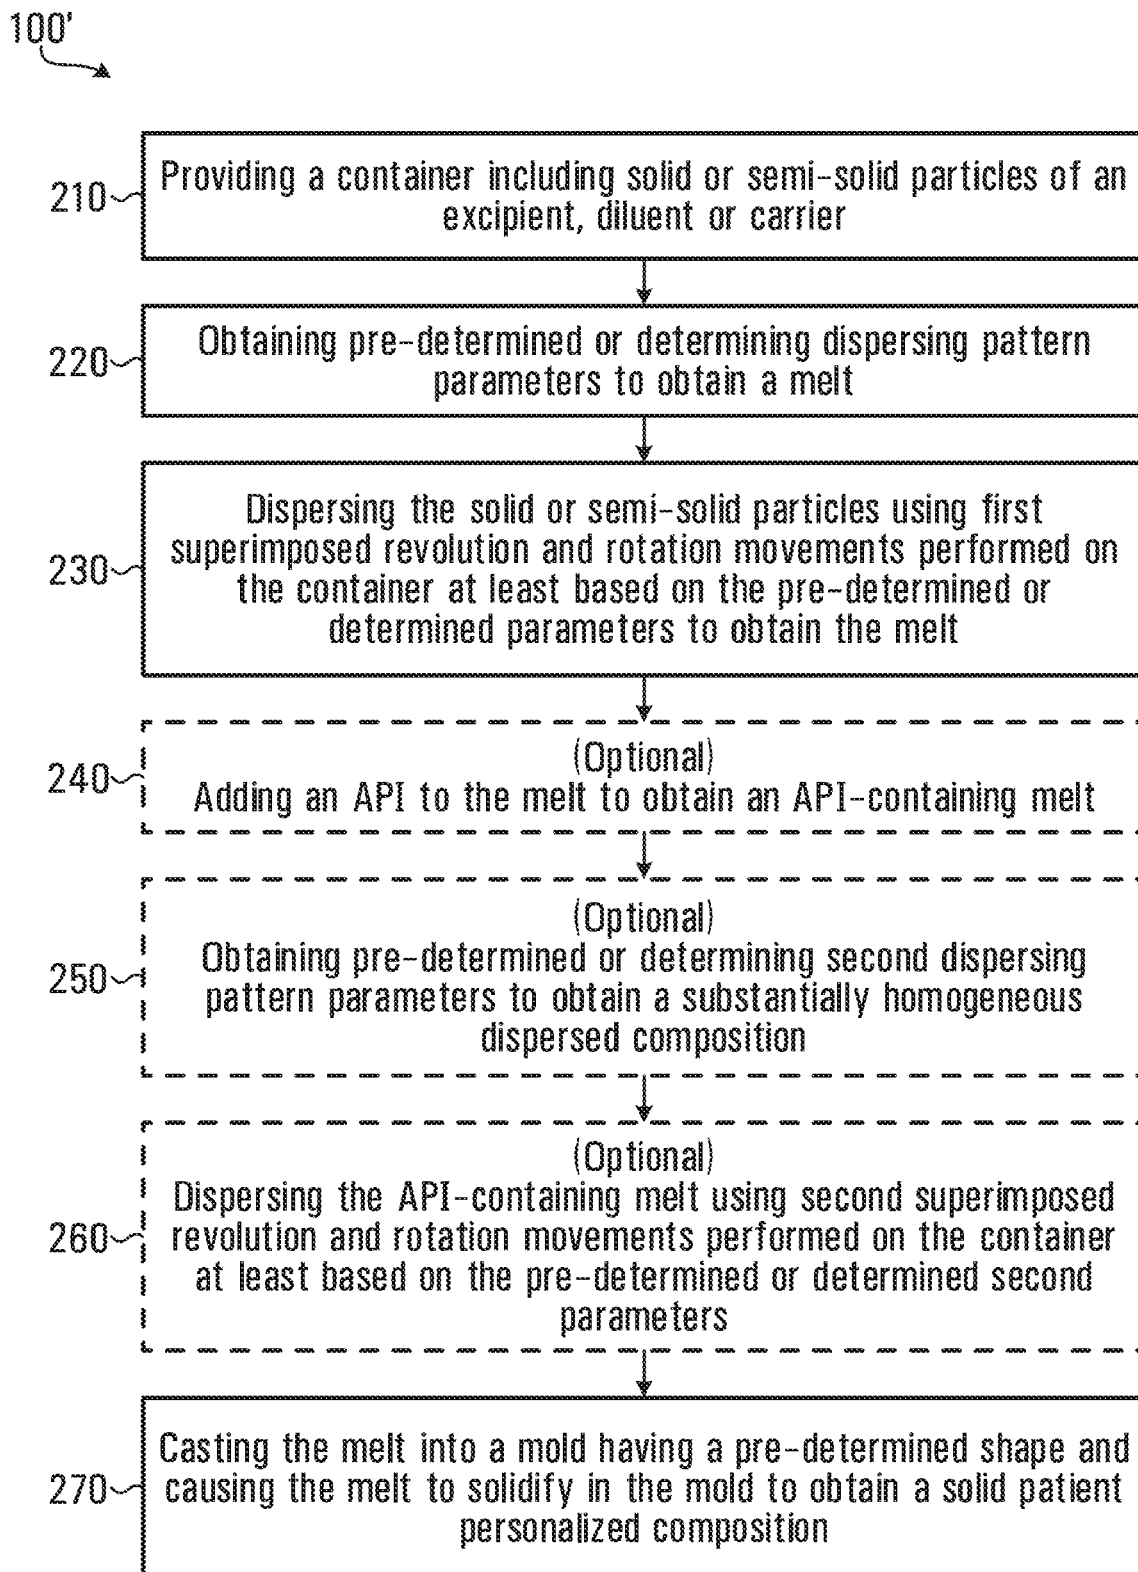 100'
210
Providing a container including solid or semi-solid particles of an
excipient, diluent or carrier
220
Obtaining pre-determined or determining dispersing pattern
parameters to obtain a melt
230
Dispersing the solid or semi-solid particles using first
superimposed revolution and rotation movements performed on
the container at least based on the pre-determined or
determined parameters to obtain the melt
240
(Optional)
Adding an API to the melt to obtain an API-containing melt
250
(Optional)
Obtaining pre-determined or determining second dispersing
pattern parameters to obtain a substantially homogeneous
dispersed composition
260
(Optional)
Dispersing the API-containing melt using second superimposed
revolution and rotation movements performed on the container
at least based on the pre-determined or determined second
parameters
270
Casting the melt into a mold having a pre-determined shape and
causing the melt to solidify in the mold to obtain a solid patient
personalized composition